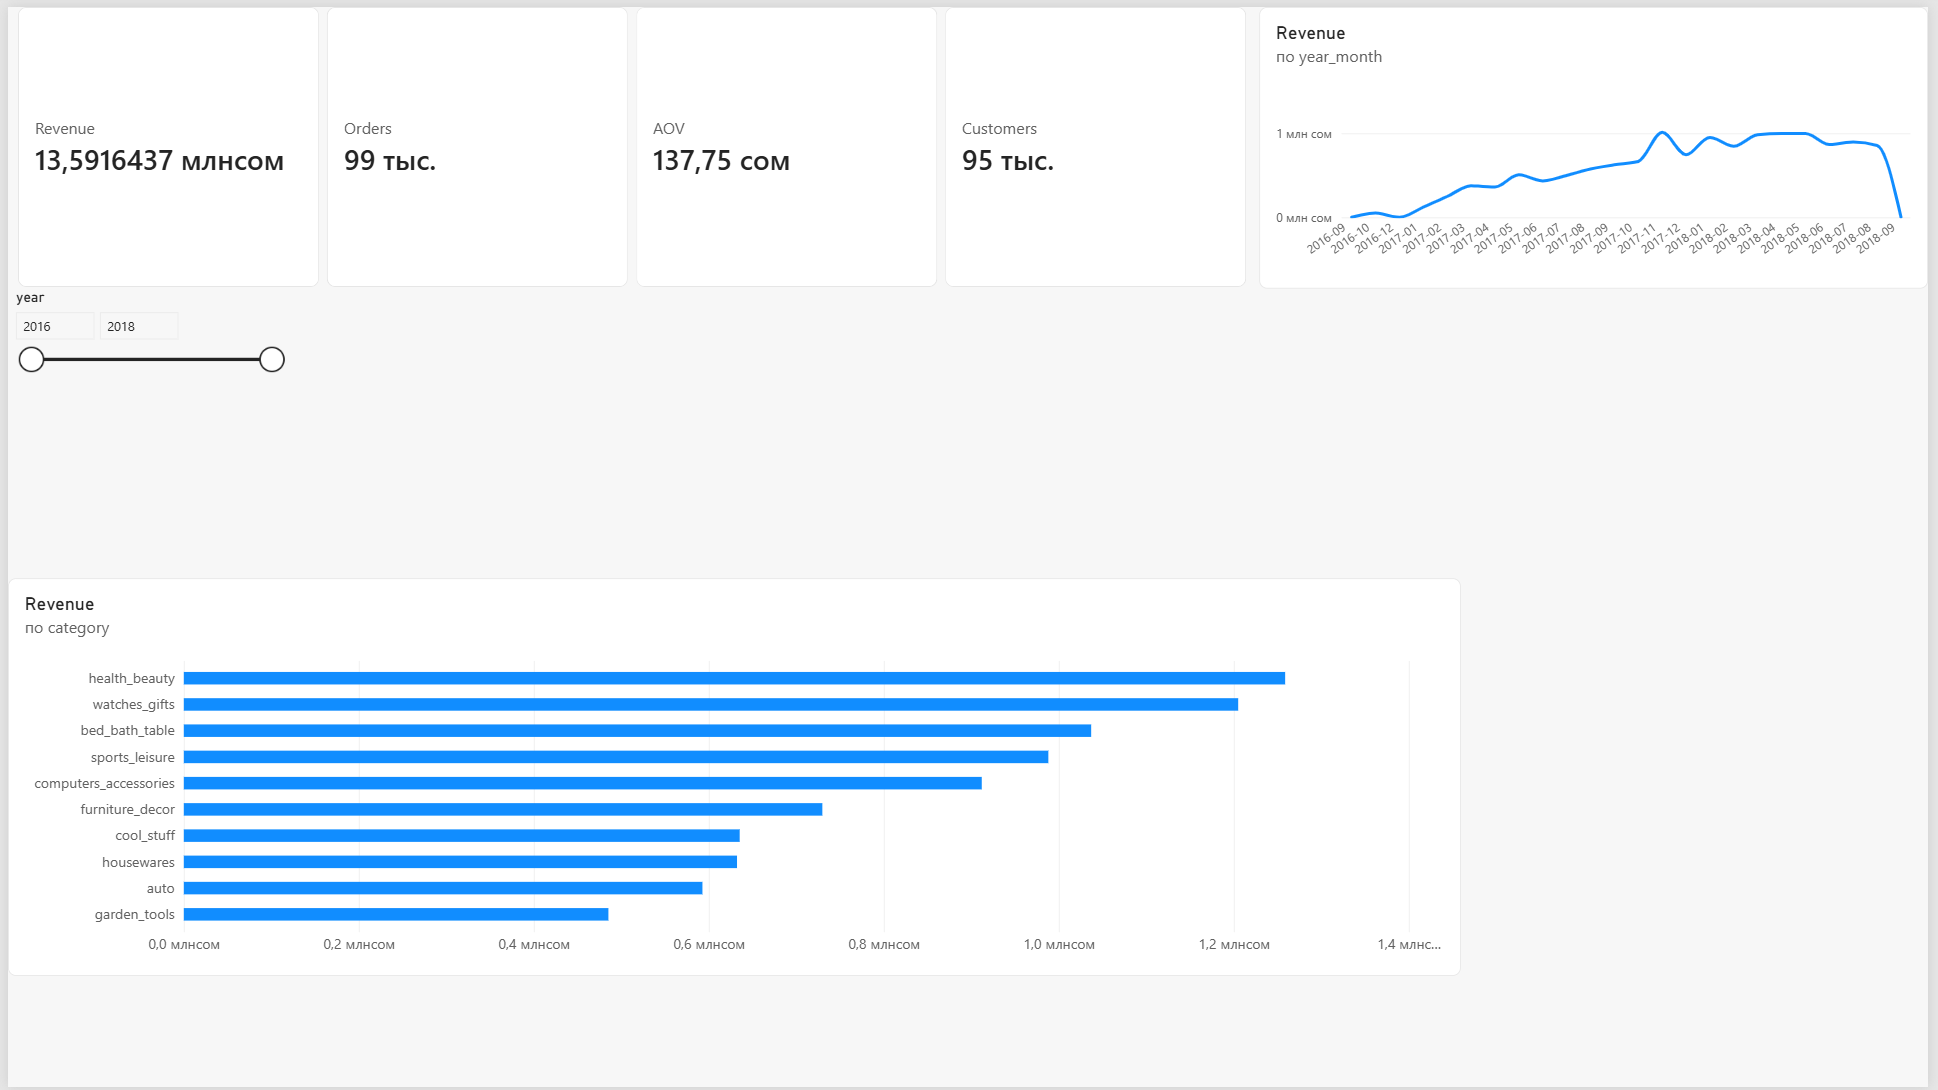 Revenue
13,5916437 млнсом
Orders
99 тыс.
AOV
137,75 сом
Customers
95 тыс.
Revenue
по year_month
1 млн сом
0 млн сом
2016-09
2016-10
2016-12
2017-01
2017-02
2017-03
2017-04
2017-05
2017-06
2017-07
2017-08
2017-09
2017-10
2017-11
2017-12
2018-01
2018-02
2018-03
2018-04
2018-05
2018-06
2018-07
2018-08
2018-09
year
2016
2018
Revenue
по category
health_beauty
watches_gifts
bed_bath_table
sports_leisure
computers_accessories
furniture_decor
cool_stuff
housewares
auto
garden_tools
0,0 млнсом
0,2 млнсом
0,4 млнсом
0,6 млнсом
0,8 млнсом
1,0 млнсом
1,2 млнсом
1,4 млнс...